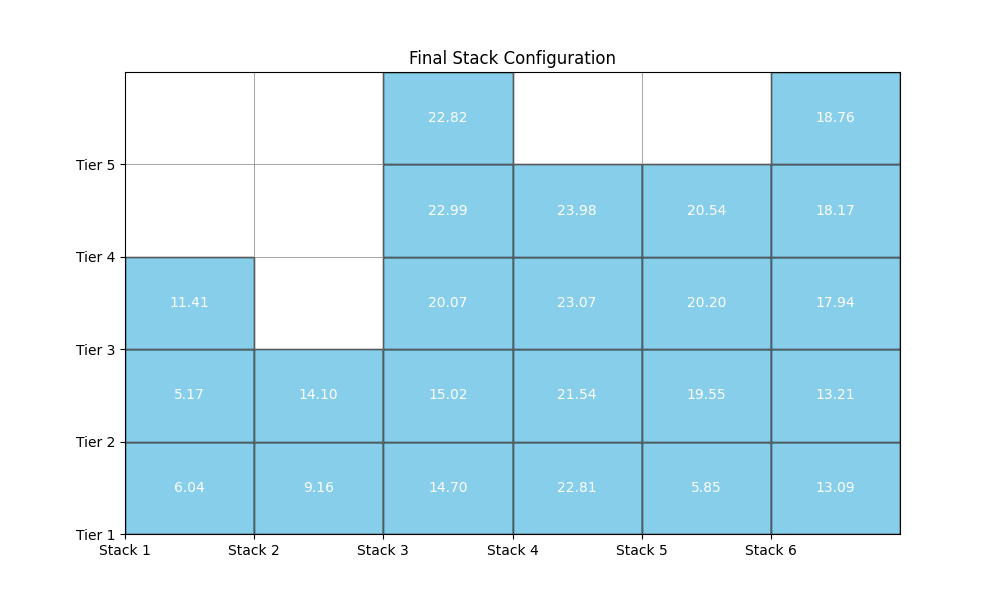 Final Stack Configuration
22.82 18.76
Tier 5
22.99 23.98 20.54 18.17
Tier 4
11.41 20.07 23.07 20.20 17.94
Tier 3
5.17 14.10 15.02 21.54 19.55 13.21
Tier 2
6.04 9.16 14.70 22.81 5.85 13.09
Tier 1
Stack 1 Stack 2 Stack 3 Stack 4 Stack 5 Stack 6